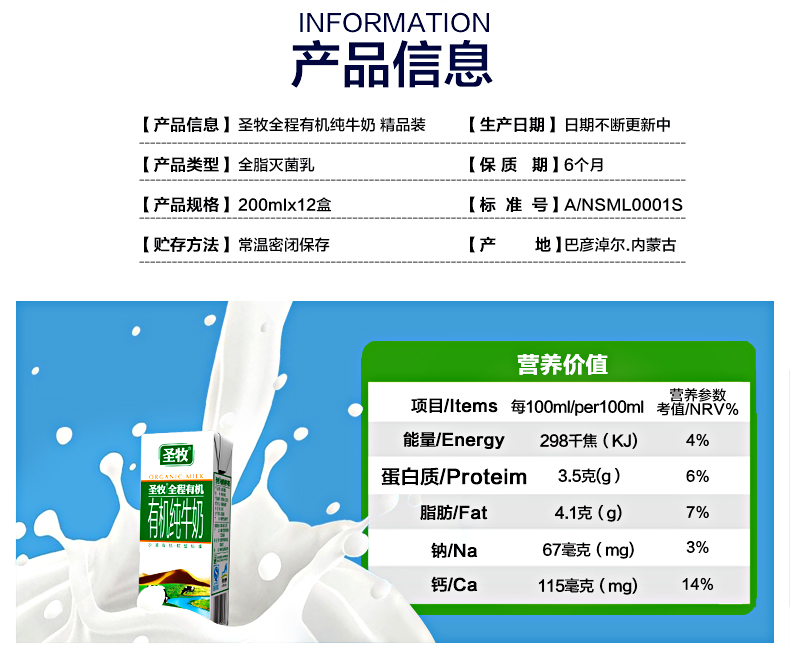 INFORMATION
产品信息
【产品信息】圣牧全程有机纯牛奶 精品装 【生产日期】日期不断更新中
【产品类型】全脂灭菌乳 【保 质 期】6个月
【产品规格】200mlx12盒 【标 准 号】A/NSML0001S
【贮存方法】常温密闭保存 【产 地】巴彦淖尔.内蒙古
营养价值
项目/Items 每100ml/per100ml 营养参数
考值/NRV%
能量/Energy 298千焦（KJ） 4%
蛋白质/Proteim 3.5克(g) 6%
脂肪/Fat 4.1克（g） 7%
钠/Na 67毫克（mg） 3%
钙/Ca 115毫克（mg） 14%
圣牧
ORGANIC MILK
圣牧 全程有机
有机纯牛奶